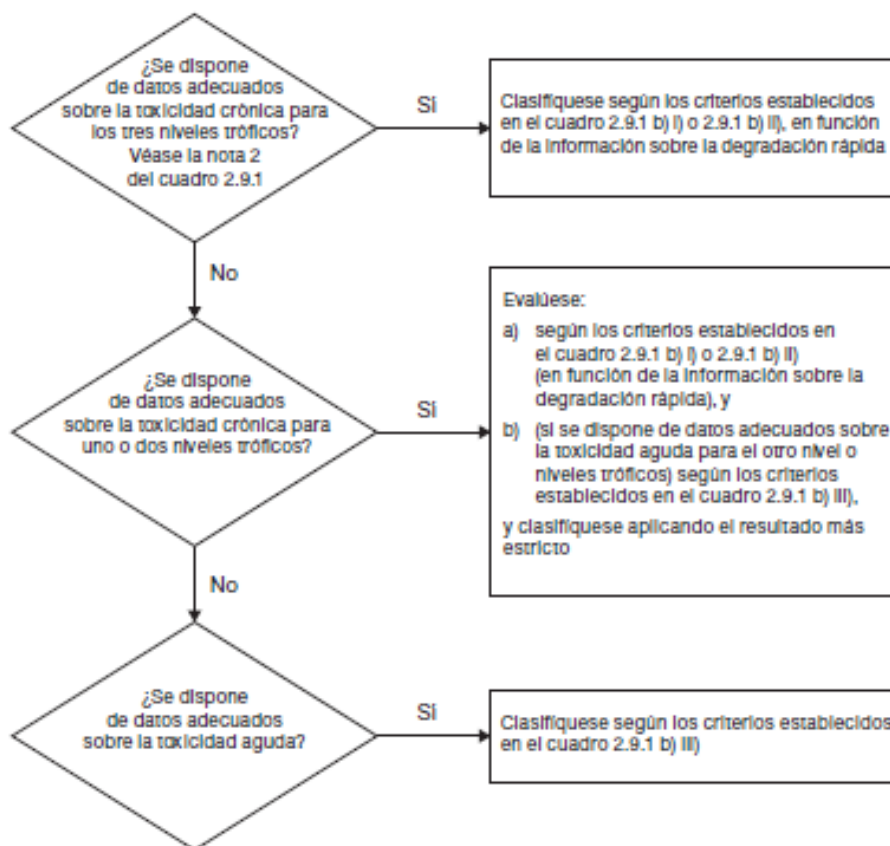 ¿Se dispone
de datos adecuados
sobre la toxicidad crónica para
los tres niveles tróficos?
Véase la nota 2
del cuadro 2.9.1
Sí
Clasifíquese según los criterios establecidos
en el cuadro 2.9.1 b) i) o 2.9.1 b) ii), en función
de la información sobre la degradación rápida
No
¿Se dispone
de datos adecuados
sobre la toxicidad crónica para
uno o dos niveles tróficos?
Sí
Evalúese:
a) según los criterios establecidos en
el cuadro 2.9.1 b) i) o 2.9.1 b) ii)
(en función de la información sobre la
degradación rápida), y
b) (si se dispone de datos adecuados sobre
la toxicidad aguda para el otro nivel o
niveles tróficos) según los criterios
establecidos en el cuadro 2.9.1 b) iii),
y clasifíquese aplicando el resultado más
estricto
No
¿Se dispone
de datos adecuados
sobre la toxicidad aguda?
Sí
Clasifíquese según los criterios establecidos
en el cuadro 2.9.1 b) iii)